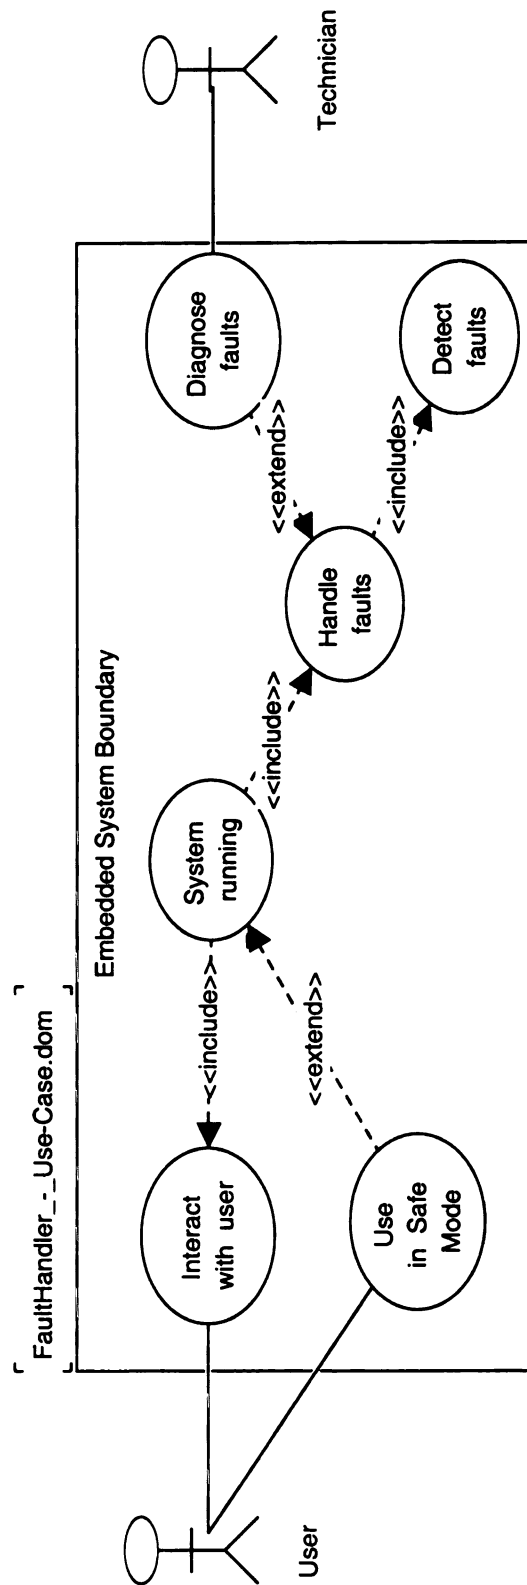 FaultHandler_-_Use-Case.dom
Embedded System Boundary
Interact
with user
<<include>>
System
running
<<include>>
Handle
faults
<<extend>>
Diagnose
faults
<<include>>
Detect
faults
<<extend>>
Use
in Safe
Mode
User
Technician